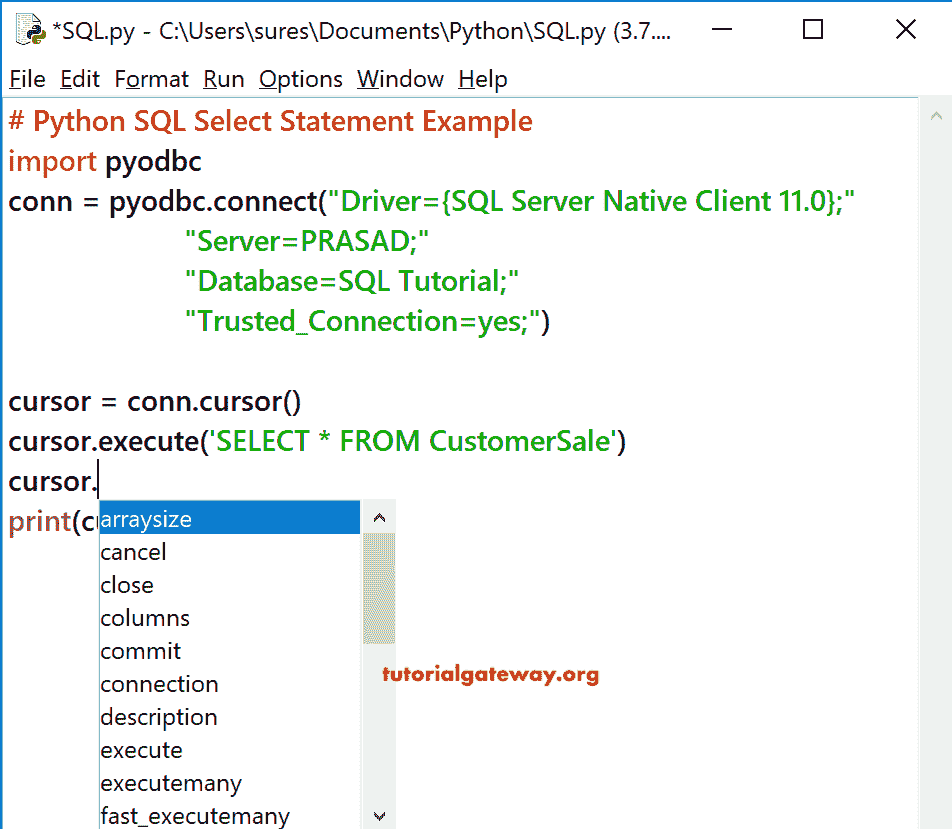 *SQL.py - C:\Users\sures\Documents\Python\SQL.py (3.7....
File Edit Format Run Options Window Help
# Python SQL Select Statement Example
import pyodbc
conn = pyodbc.connect("Driver={SQL Server Native Client 11.0};"
"Server=PRASAD;"
"Database=SQL Tutorial;"
"Trusted_Connection=yes;")
cursor = conn.cursor()
cursor.execute('SELECT * FROM CustomerSale')
cursor.
print(cu
arraysize
cancel
close
columns
commit
connection
description
execute
executemany
fast_executemany
tutorialgateway.org